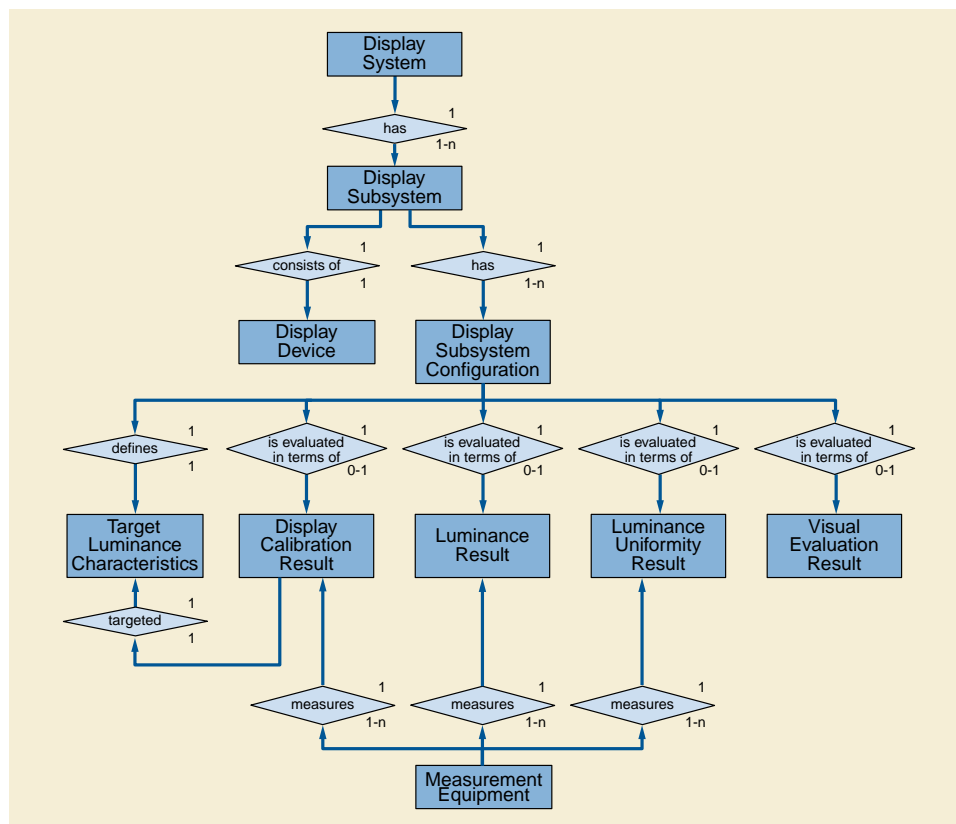 Display
System
1
has
1-n
Display
Subsystem
1
consists of
1
1
has
1-n
Display
Device
Display
Subsystem
Configuration
1
defines
1
1
is evaluated
in terms of
0-1
1
is evaluated
in terms of
0-1
1
is evaluated
in terms of
0-1
1
is evaluated
in terms of
0-1
Target
Luminance
Characteristics
Display
Calibration
Result
Luminance
Result
Luminance
Uniformity
Result
Visual
Evaluation
Result
1
targeted
1
1
measures
1-n
1
measures
1-n
1
measures
1-n
Measurement
Equipment